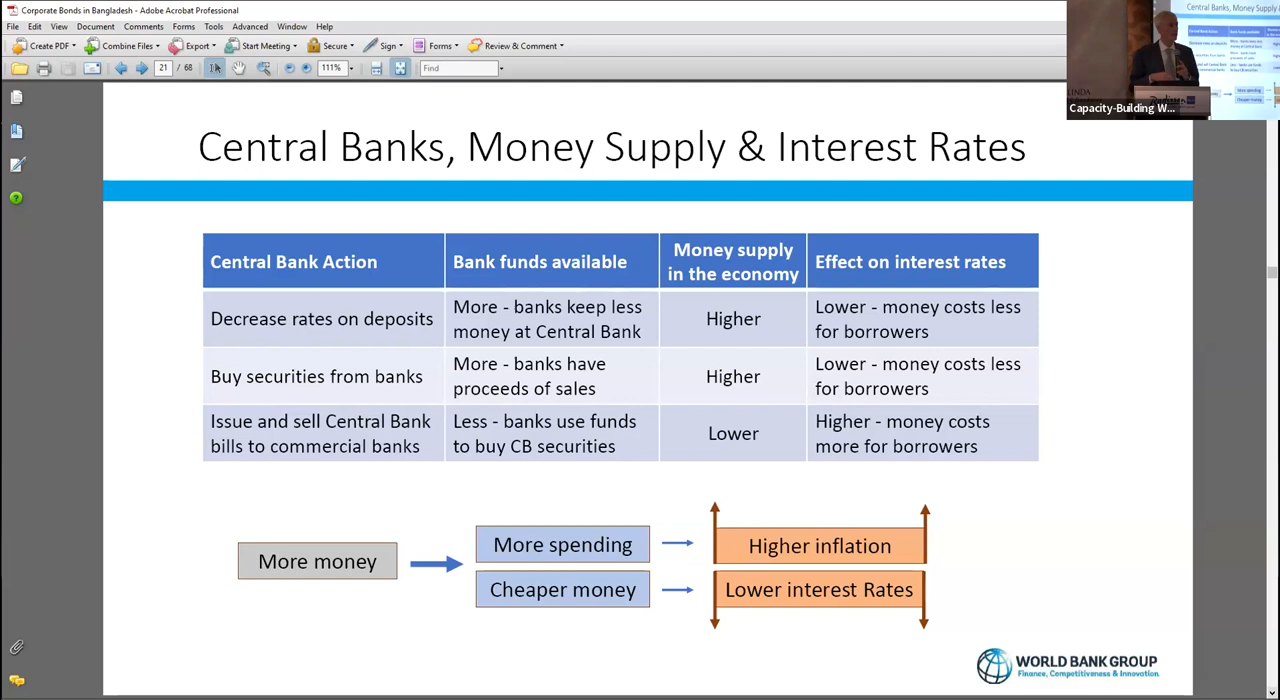 Corporate Bonds in Bangladesh - Adobe Acrobat Professional
File Edit View Document Comments Forms Tools Advanced Window Help
Create PDF Combine Files Export Start Meeting Secure Sign Forms Review & Comment
21 / 68 111% Find
Capacity-Building W...
Central Banks, Money Supply & Interest Rates
Central Bank Action
Bank funds available
Money supply
in the economy
Effect on interest rates
Decrease rates on deposits
More - banks keep less
money at Central Bank
Higher
Lower - money costs less
for borrowers
Buy securities from banks
More - banks have
proceeds of sales
Higher
Lower - money costs less
for borrowers
Issue and sell Central Bank
bills to commercial banks
Less - banks use funds
to buy CB securities
Lower
Higher - money costs
more for borrowers
More money
More spending
Higher inflation
Cheaper money
Lower interest Rates
WORLD BANK GROUP
Finance, Competitiveness & Innovation